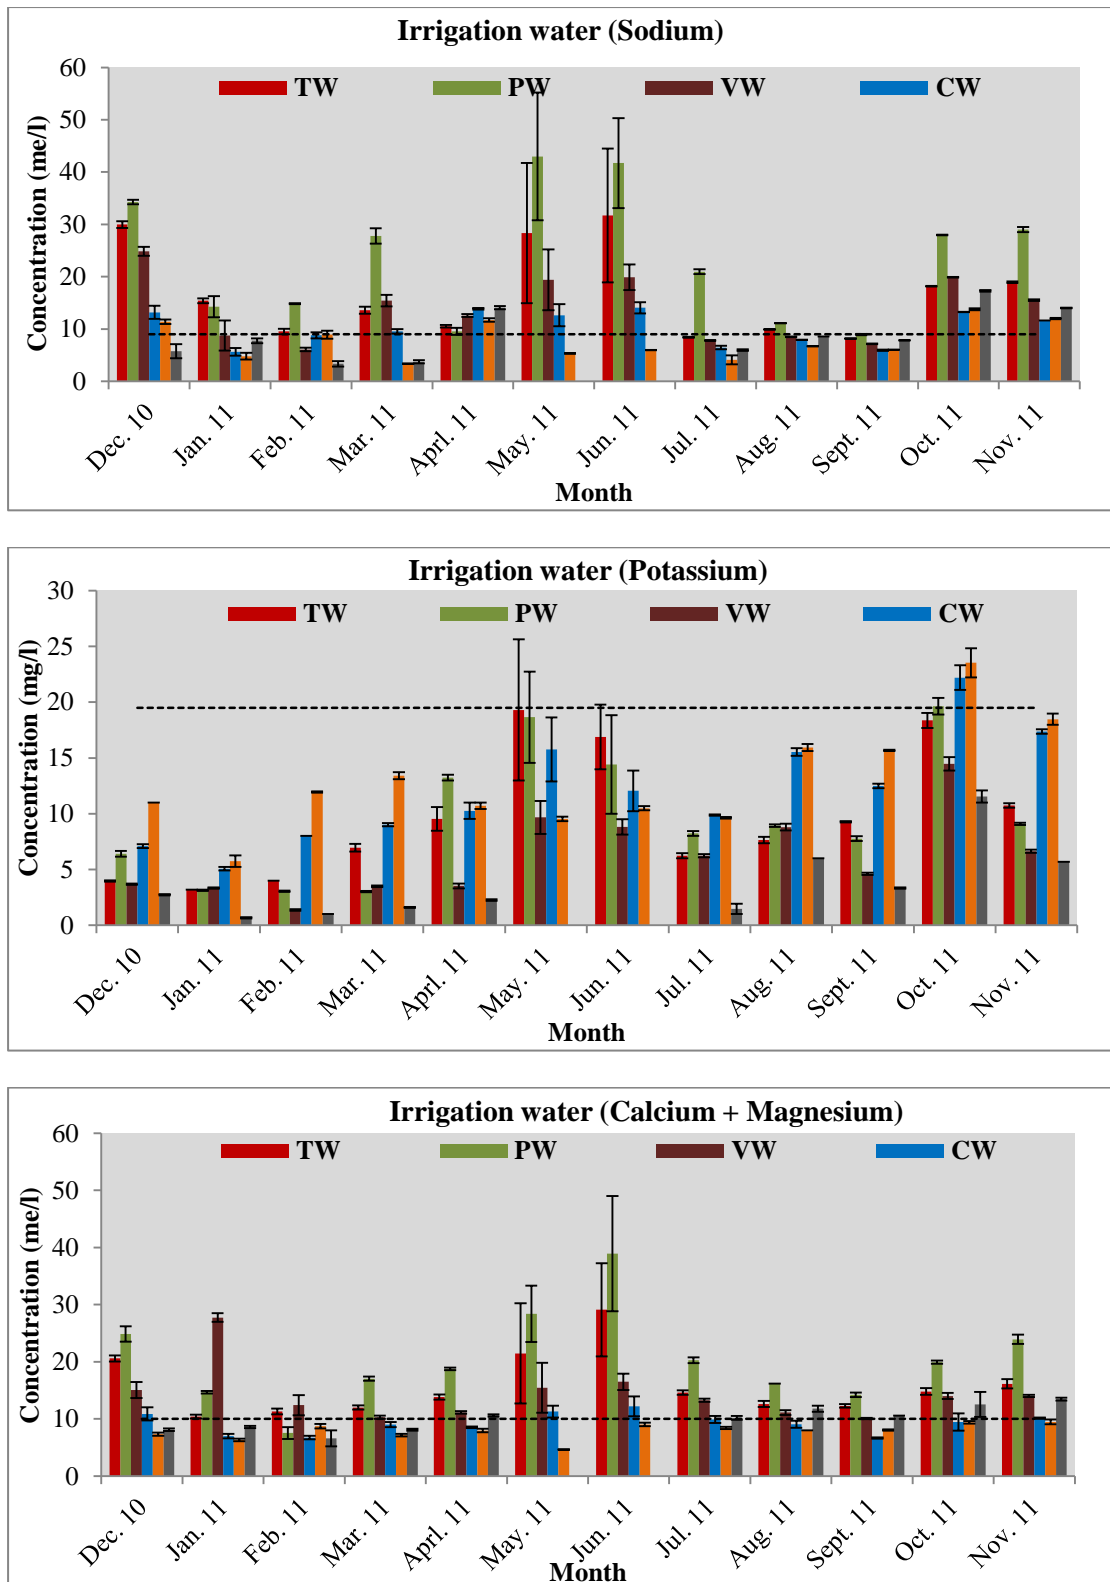 Irrigation water (Sodium)
Concentration (me/l)
60
50
40
30
20
10
0
TW PW VW CW
Dec. 10 Jan. 11 Feb. 11 Mar. 11 Aprl. 11 May. 11 Jun. 11 Jul. 11 Aug. 11 Sept. 11 Oct. 11 Nov. 11
Month
Irrigation water (Potassium)
Concentration (mg/l)
30
25
20
15
10
5
0
TW PW VW CW
Dec. 10 Jan. 11 Feb. 11 Mar. 11 Aprl. 11 May. 11 Jun. 11 Jul. 11 Aug. 11 Sept. 11 Oct. 11 Nov. 11
Month
Irrigation water (Calcium + Magnesium)
Concentration (me/l)
60
50
40
30
20
10
0
TW PW VW CW
Dec. 10 Jan. 11 Feb. 11 Mar. 11 Aprl. 11 May. 11 Jun. 11 Jul. 11 Aug. 11 Sept. 11 Oct. 11 Nov. 11
Month